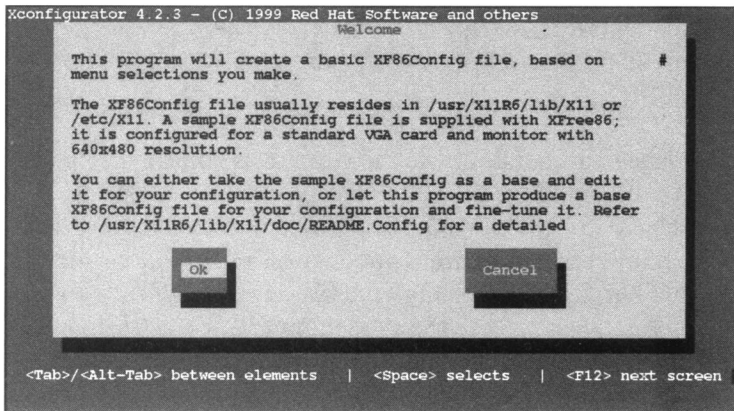 Xconfigurator 4.2.3 - (C) 1999 Red Hat Software and others
Welcome
This program will create a basic XF86Config file, based on #
menu selections you make.
The XF86Config file usually resides in /usr/X11R6/lib/X11 or
/etc/X11. A sample XF86Config file is supplied with XFree86;
it is configured for a standard VGA card and monitor with
640x480 resolution.
You can either take the sample XF86Config as a base and edit
it for your configuration, or let this program produce a base
XF86Config file for your configuration and fine-tune it. Refer
to /usr/X11R6/lib/X11/doc/README.Config for a detailed
Ok Cancel
<Tab>/<Alt-Tab> between elements | <Space> selects | <F12> next screen